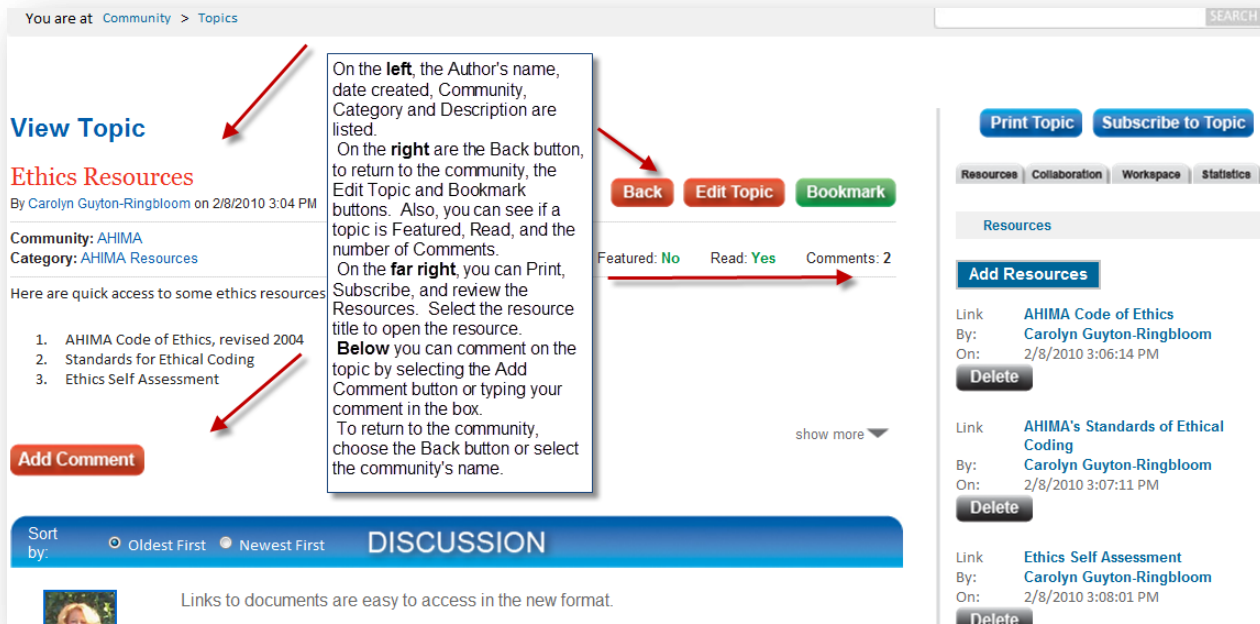 You are at Community > Topics
SEARCH
View Topic
Ethics Resources
By Carolyn Guyton-Ringbloom on 2/8/2010 3:04 PM
Community: AHIMA
Category: AHIMA Resources
Here are quick access to some ethics resources
1. AHIMA Code of Ethics, revised 2004
2. Standards for Ethical Coding
3. Ethics Self Assessment
Add Comment
On the left, the Author's name,
date created, Community,
Category and Description are
listed.
On the right are the Back button,
to return to the community, the
Edit Topic and Bookmark
buttons. Also, you can see if a
topic is Featured, Read, and the
number of Comments.
On the far right, you can Print,
Subscribe, and review the
Resources. Select the resource
title to open the resource.
Below you can comment on the
topic by selecting the Add
Comment button or typing your
comment in the box.
To return to the community,
choose the Back button or select
the community's name.
Back Edit Topic Bookmark
Featured: No Read: Yes Comments: 2
show more
Sort by: Oldest First Newest First DISCUSSION
Links to documents are easy to access in the new format.
Print Topic Subscribe to Topic
Resources Collaboration Workspace Statistics
Resources
Add Resources
Link AHIMA Code of Ethics
By: Carolyn Guyton-Ringbloom
On: 2/8/2010 3:06:14 PM
Delete
Link AHIMA's Standards of Ethical
Coding
By: Carolyn Guyton-Ringbloom
On: 2/8/2010 3:07:11 PM
Delete
Link Ethics Self Assessment
By: Carolyn Guyton-Ringbloom
On: 2/8/2010 3:08:01 PM
Delete